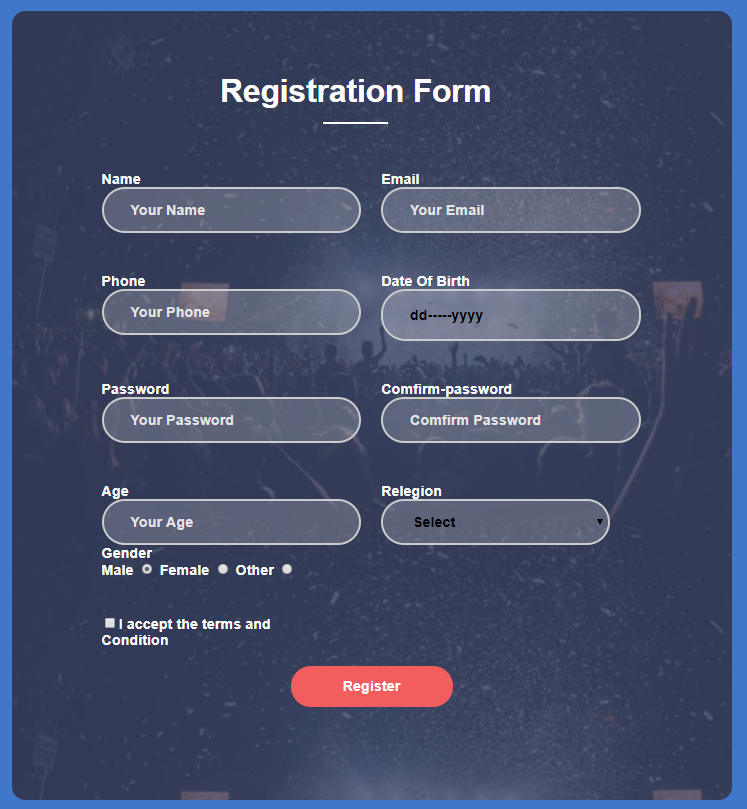 Registration Form
Name
Email
Your Name
Your Email
Phone
Date Of Birth
Your Phone
dd-----yyyy
Password
Comfirm-password
Your Password
Comfirm Password
Age
Relegion
Your Age
Select
Gender
Male Female Other
I accept the terms and
Condition
Register